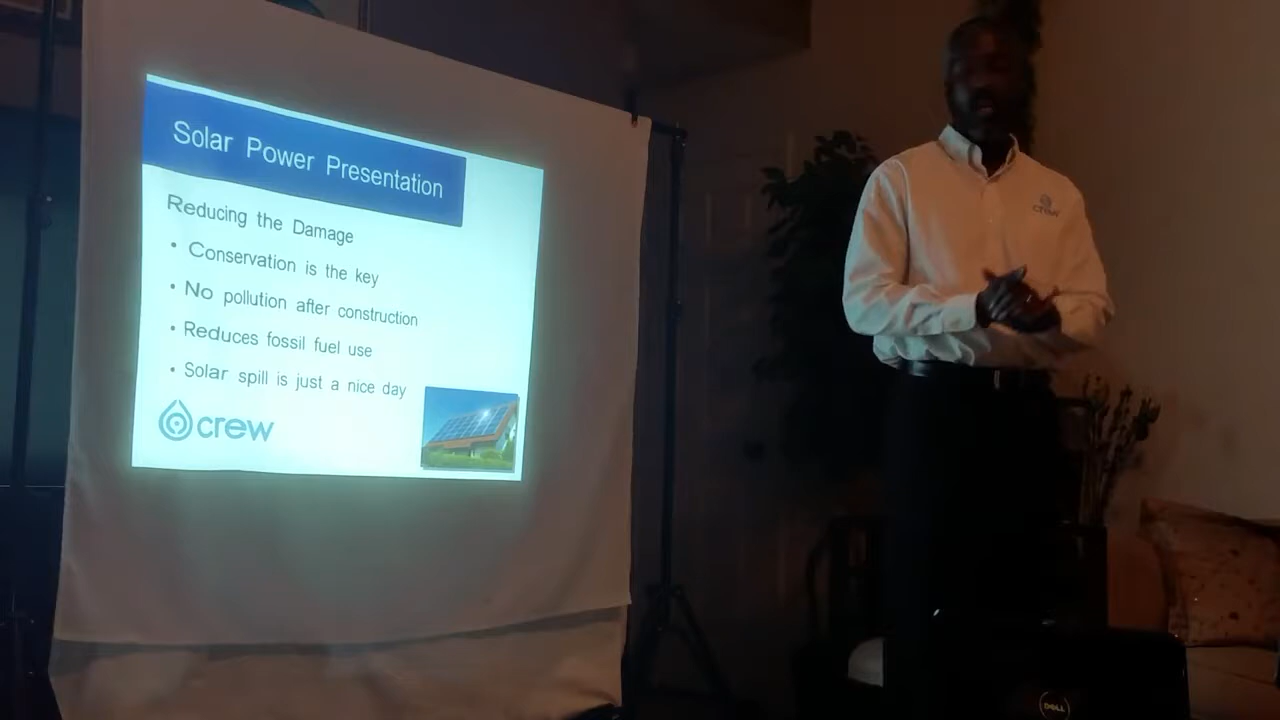 Solar Power Presentation
Reducing the Damage
• Conservation is the key
• No pollution after construction
• Reduces fossil fuel use
• Solar spill is just a nice day
crew
crew
DELL